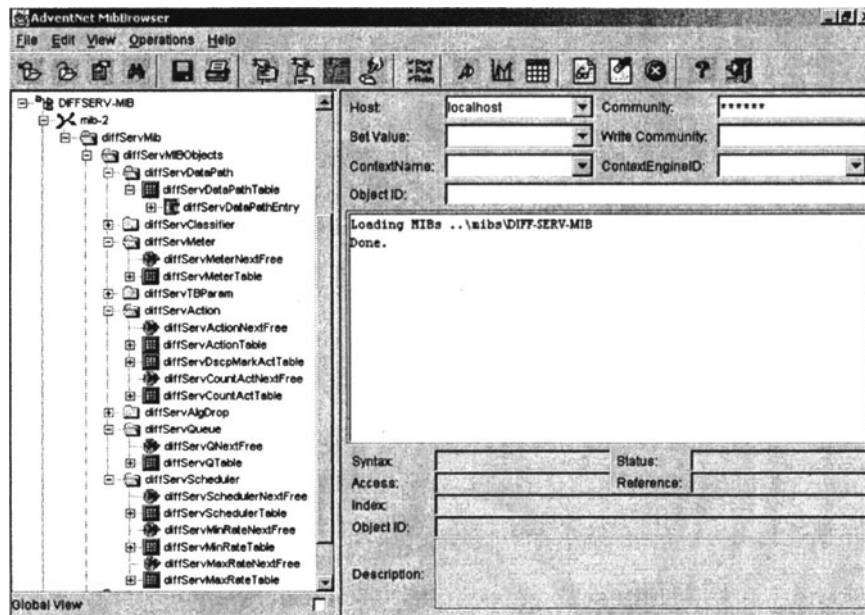 AdventNet MibBrowser
File Edit View Operations Help
DIFFSERV-MIB
mib-2
diffServMib
diffServMIBObjects
diffServDataPath
diffServDataPathTable
diffServDataPathEntry
diffServClassifier
diffServMeter
diffServMeterNextFree
diffServMeterTable
diffServTBParam
diffServAction
diffServActionNextFree
diffServActionTable
diffServDscpMarkActTable
diffServCountActNextFree
diffServCountActTable
diffServAlgDrop
diffServQueue
diffServQNextFree
diffServQTable
diffServScheduler
diffServSchedulerNextFree
diffServSchedulerTable
diffServMinRateNextFree
diffServMinRateTable
diffServMaxRateNextFree
diffServMaxRateTable
Global View
Host: localhost Community: ******
Set Value: Write Community:
ContextName: ContextEngineID:
Object ID:
Loading MIBs ..\mibs\DIFF-SERV-MIB
Done.
Syntax: Status:
Access: Reference:
Index:
Object ID:
Description: